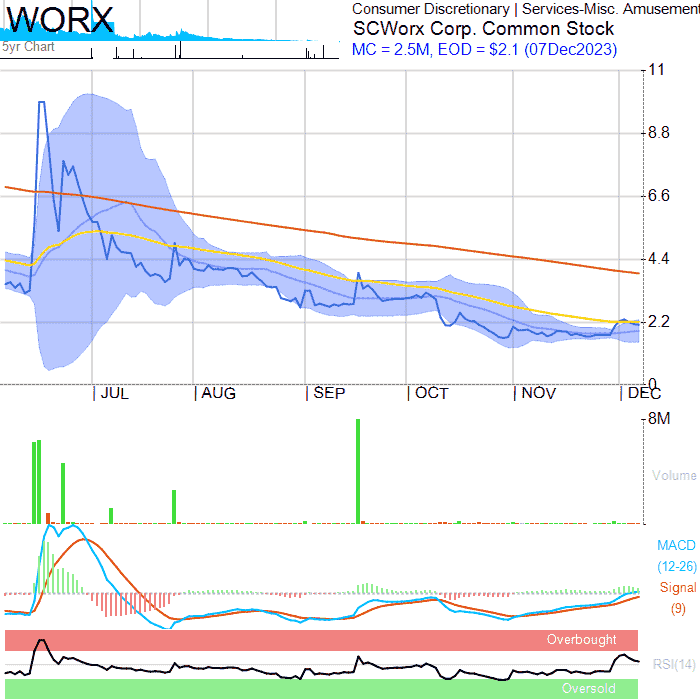 WORX
Consumer Discretionary | Services-Misc. Amusement
SCWorx Corp. Common Stock
MC = 2.5M, EOD = $2.1 (07Dec2023)
5yr Chart
11
8.8
6.6
4.4
2.2
0
JUL AUG SEP OCT NOV DEC
8M
Volume
MACD
(12-26)
Signal
(9)
Overbought
RSI(14)
Oversold